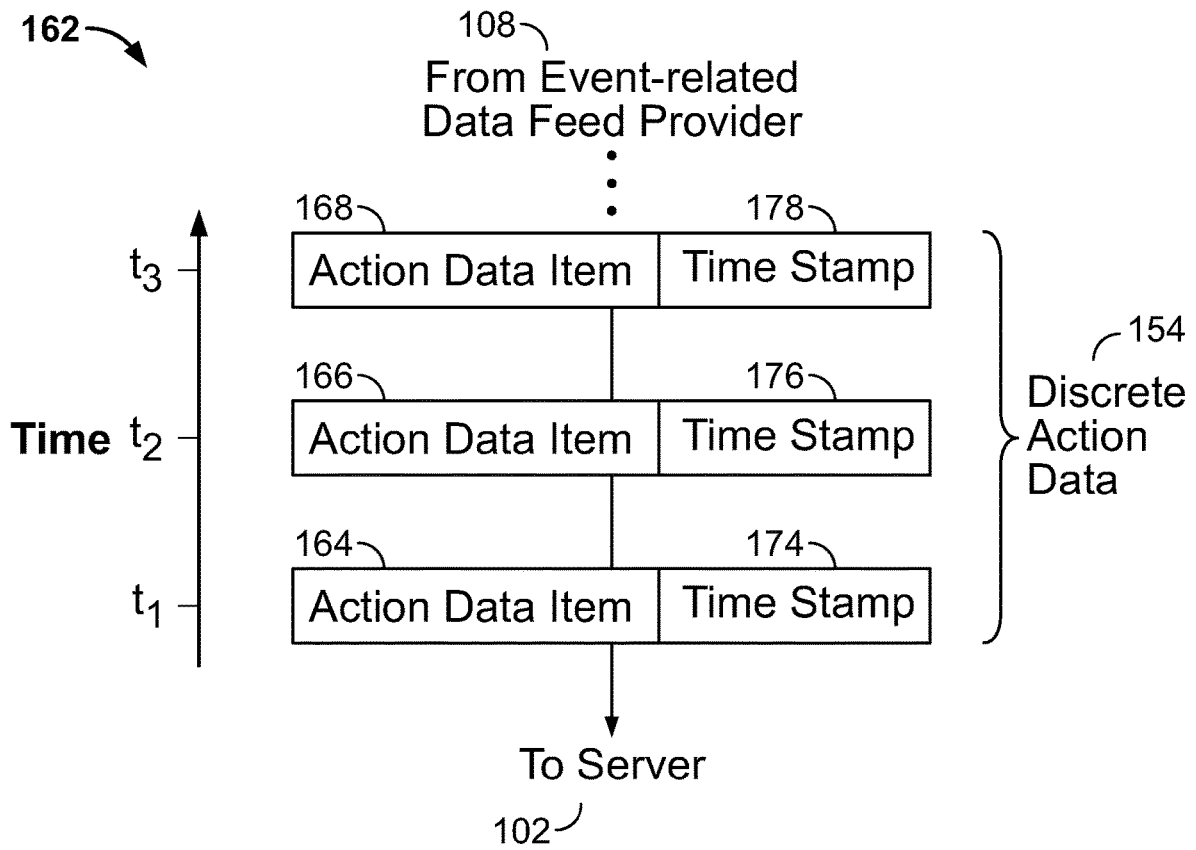 162
108
From Event-related
Data Feed Provider
168 178
t3 Action Data Item Time Stamp
154
Discrete
Action
Data
166 176
Time t2 Action Data Item Time Stamp
164 174
t1 Action Data Item Time Stamp
To Server
102